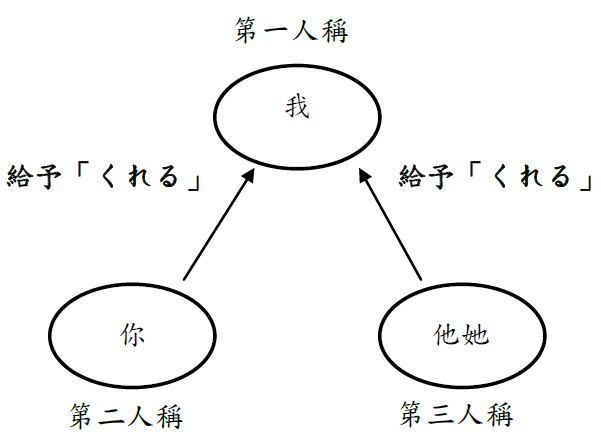 第一人稱
我
給予「くれる」
給予「くれる」
你
他她
第二人稱
第三人稱